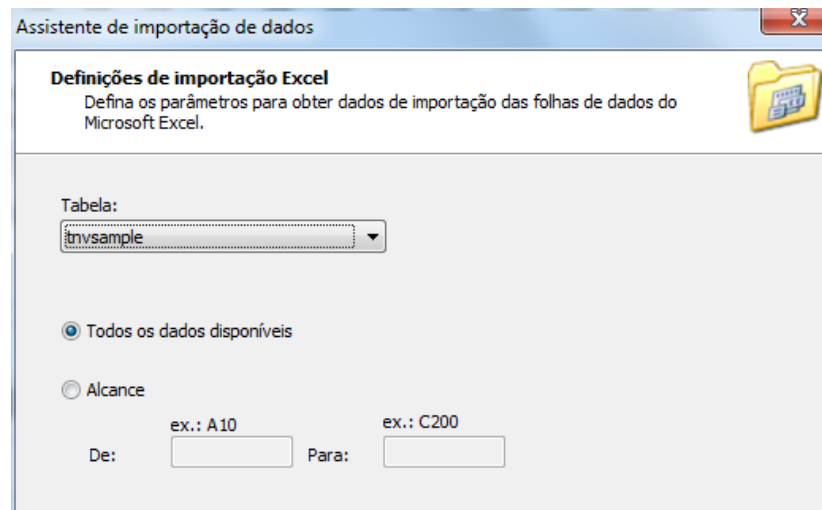 Assistente de importação de dados
Definições de importação Excel
Defina os parâmetros para obter dados de importação das folhas de dados do
Microsoft Excel.
Tabela:
tnvsample
Todos os dados disponíveis
Alcance
ex.: A10 ex.: C200
De: Para: